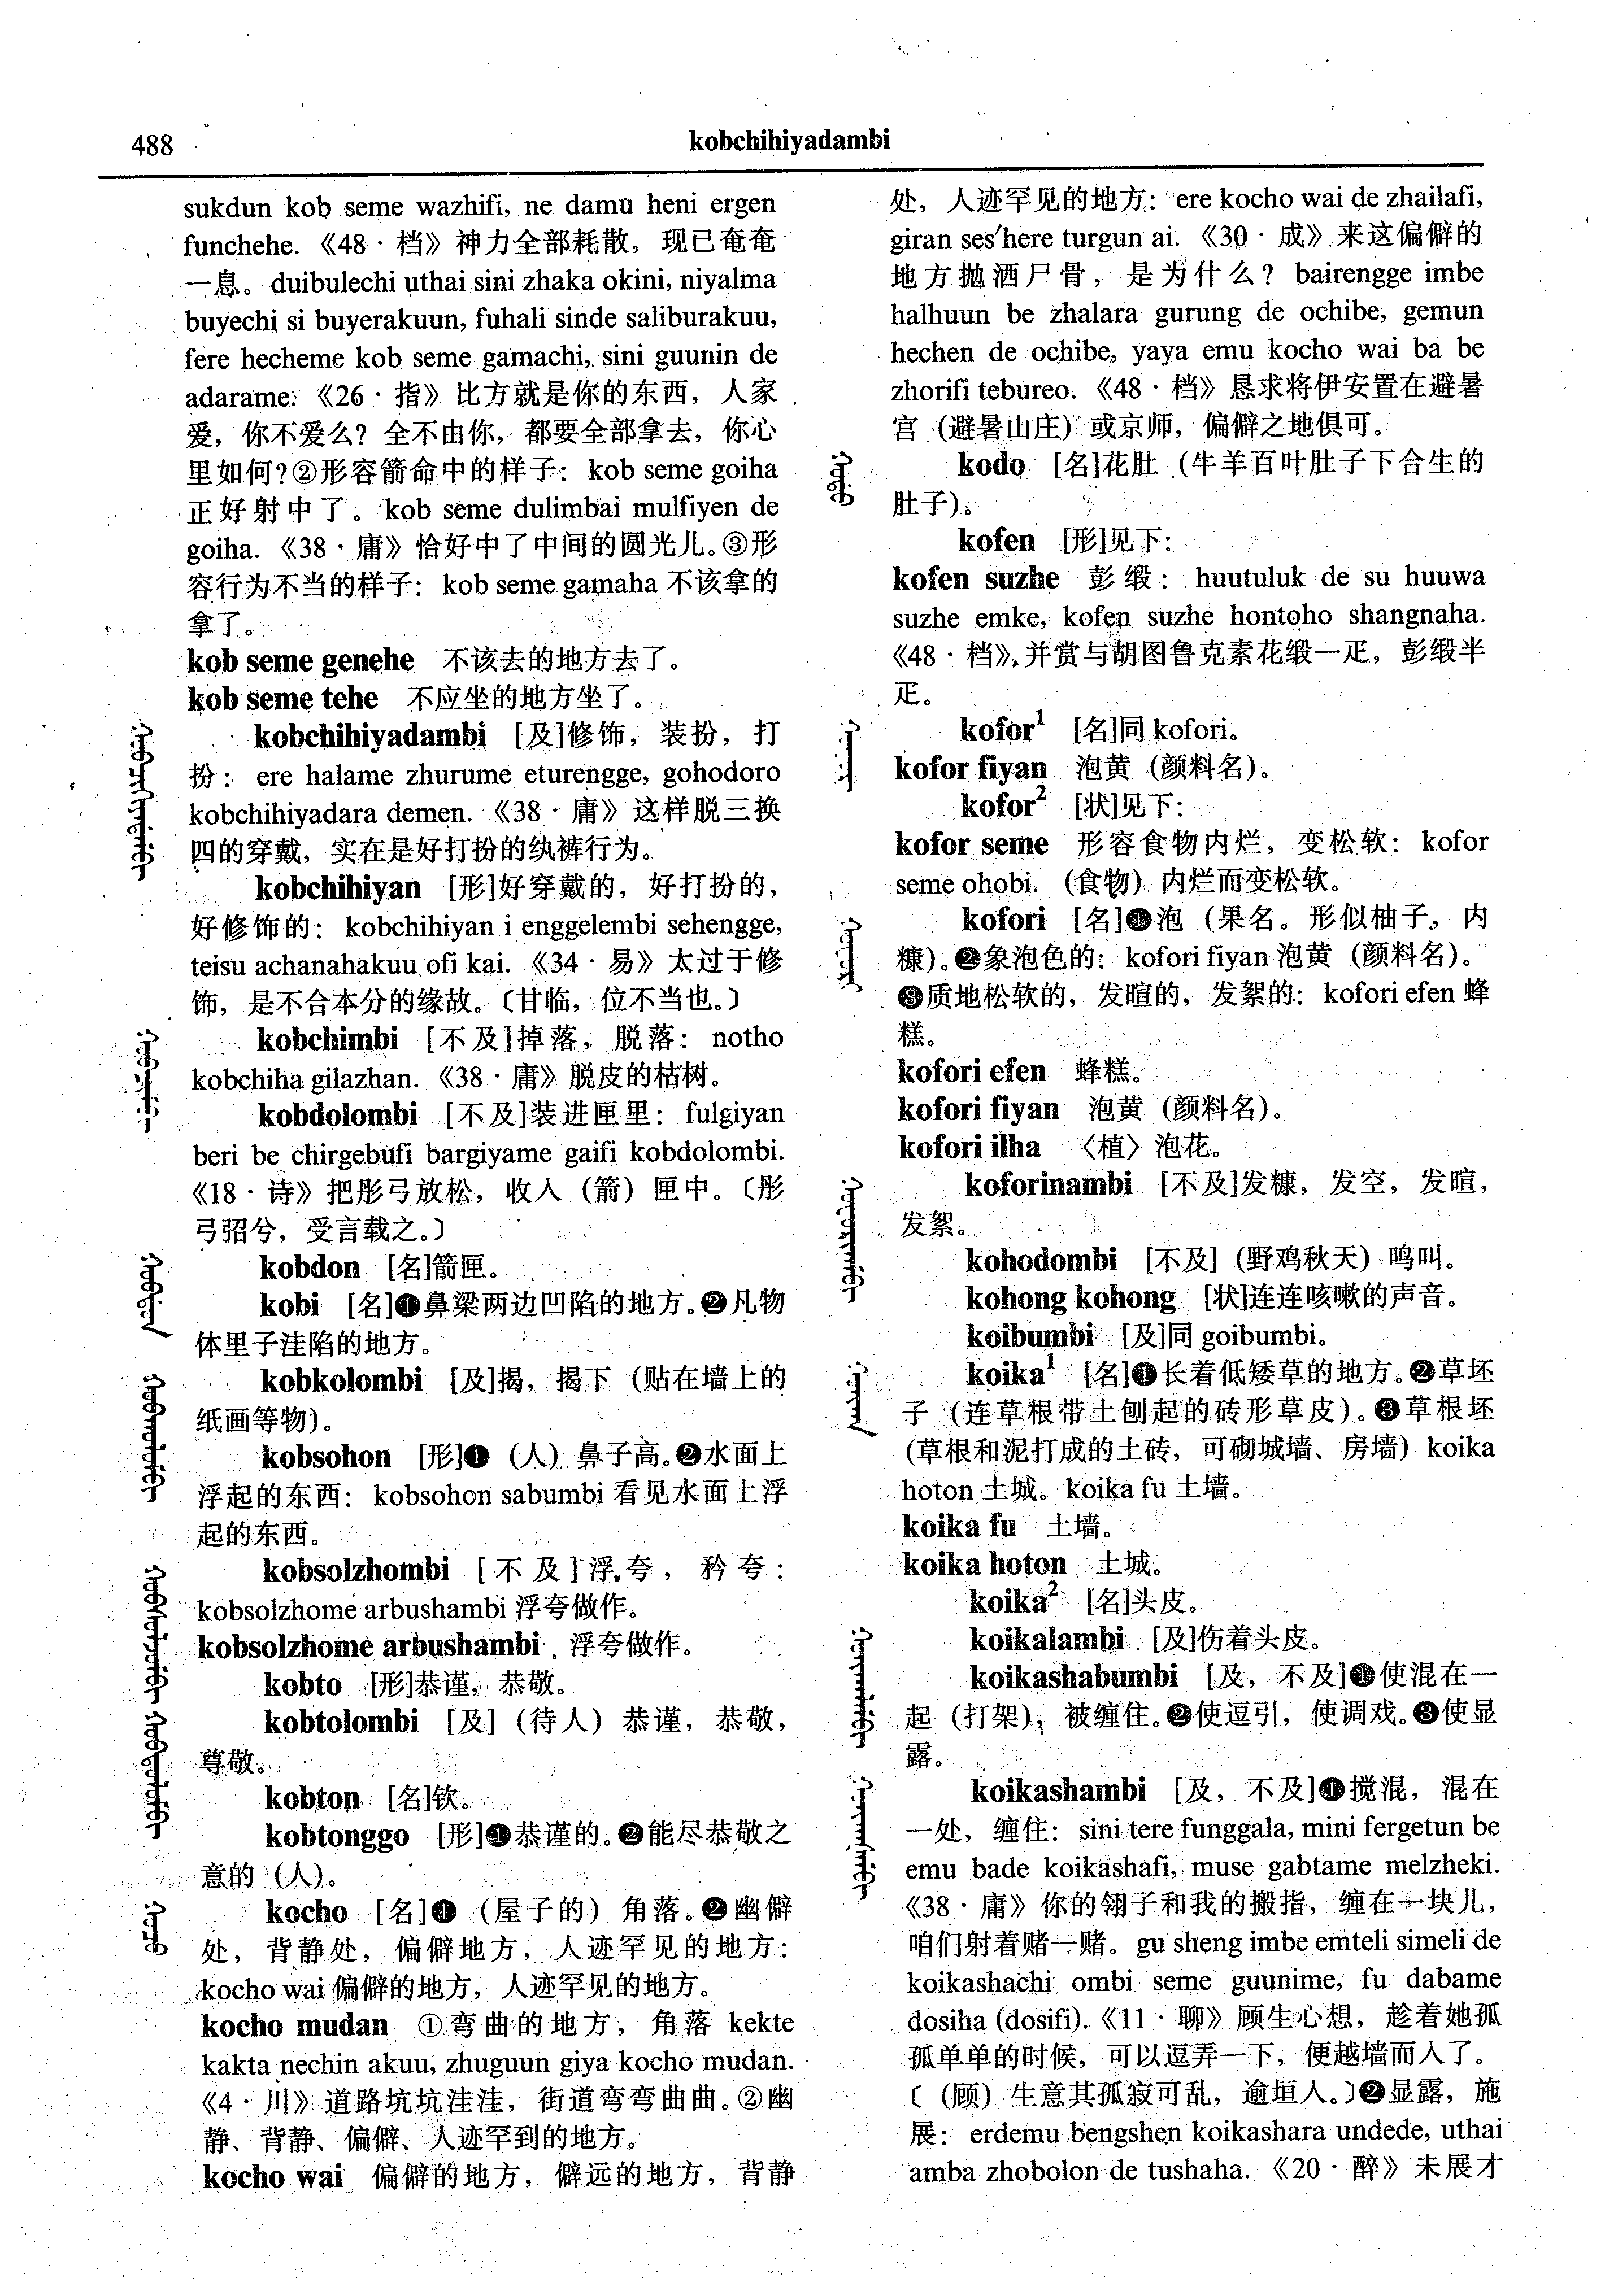 488
kobchihiyadambi
sukdun kob seme wazhifi, ne damu heni ergen
funchehe. 《48·档》神力全部耗散，现已奄奄
一息。duibulechi uthai sini zhaka okini, niyalma
buyechi si buyerakuun, fuhali sinde saliburakuu,
fere hecheme kob seme gamachi, sini guunin de
adarame. 《26·指》比方就是你的东西，人家
爱，你不爱么？全不由你，都要全部拿去，你心
里如何?②形容箭命中的样子：kob seme goiha
正好射中了。kob seme dulimbai mulfiyen de
goiha. 《38·庸》恰好中了中间的圆光儿。③形
容行为不当的样子：kob seme gamaha 不该拿的
拿了。
kob seme genehe 不该去的地方去了。
kob seme tehe 不应坐的地方坐了。
kobchihiyadambi [及]修饰，装扮，打
扮：ere halame zhurume eturengge, gohodoro
kobchihiyadara demen. 《38·庸》这样脱三换
四的穿戴，实在是好打扮的纨裤行为。
kobchihiyan [形]好穿戴的，好打扮的，
好修饰的：kobchihiyan i enggelembi sehengge,
teisu achanahakuu ofi kai. 《34·易》太过于修
饰，是不合本分的缘故。〔甘临，位不当也。〕
kobchimbi [不及]掉落，脱落：notho
kobchiha gilazhan. 《38·庸》脱皮的枯树。
kobdolombi [不及]装进匣里：fulgiyan
beri be chirgebufi bargiyame gaifi kobdolombi.
《18·诗》把彤弓放松，收入（箭）匣中。〔彤
弓弨兮，受言载之。〕
kobdon [名]箭匣。
kobi [名]❶鼻梁两边凹陷的地方。❷凡物
体里子洼陷的地方。
kobkolombi [及]揭，揭下（贴在墙上的
纸画等物）。
kobsohon [形]❶（人）鼻子高。❷水面上
浮起的东西：kobsohon sabumbi 看见水面上浮
起的东西。
kobsolzhombi [不及]浮夸，矜夸：
kobsolzhome arbushambi 浮夸做作。
kobsolzhome arbushambi 浮夸做作。
kobto [形]恭谨，恭敬。
kobtolombi [及]（待人）恭谨，恭敬，
尊敬。
kobton [名]钦。
kobtonggo [形]❶恭谨的。❷能尽恭敬之
意的（人）。
kocho [名]❶（屋子的）角落。❷幽僻
处，背静处，偏僻地方，人迹罕见的地方：
kocho wai 偏僻的地方，人迹罕见的地方。
kocho mudan ①弯曲的地方，角落 kekte
kakta nechin akuu, zhuguun giya kocho mudan.
《4·川》道路坑坑洼洼，街道弯弯曲曲。②幽
静、背静、偏僻、人迹罕到的地方。
kocho wai 偏僻的地方，僻远的地方，背静
处，人迹罕见的地方：ere kocho wai de zhailafi,
giran ses'here turgun ai. 《30·成》来这偏僻的
地方抛洒尸骨，是为什么？bairengge imbe
halhuun be zhalara gurung de ochibe, gemun
hechen de ochibe, yaya emu kocho wai ba be
zhorifi tebureo. 《48·档》恳求将伊安置在避暑
宫（避暑山庄）或京师，偏僻之地俱可。
kodo [名]花肚（牛羊百叶肚子下合生的
肚子）。
kofen [形]见下：
kofen suzhe 彭缎：huutuluk de su huuwa
suzhe emke, kofen suzhe hontoho shangnaha.
《48·档》并赏与胡图鲁克素花缎一疋，彭缎半
疋。
kofor¹ [名]同 kofori。
kofor fiyan 泡黄（颜料名）。
kofor² [状]见下：
kofor seme 形容食物内烂，变松软：kofor
seme ohobi. （食物）内烂而变松软。
kofori [名]❶泡（果名。形似柚子，内
糠）。❷象泡色的：kofori fiyan 泡黄（颜料名）。
❸质地松软的，发暄的，发絮的：kofori efen 蜂
糕。
kofori efen 蜂糕。
kofori fiyan 泡黄（颜料名）。
kofori ilha 〈植〉泡花。
koforinambi [不及]发糠，发空，发暄，
发絮。
kohodombi [不及]（野鸡秋天）鸣叫。
kohong kohong [状]连连咳嗽的声音。
koibumbi [及]同 goibumbi。
koika¹ [名]❶长着低矮草的地方。❷草坯
子（连草根带土刨起的砖形草皮）。❸草根坯
（草根和泥打成的土砖，可砌城墙、房墙）koika
hoton 土城。koika fu 土墙。
koika fu 土墙。
koika hoton 土城。
koika² [名]头皮。
koikalambi [及]伤着头皮。
koikashabumbi [及，不及]❶使混在一
起（打架），被缠住。❷使逗引，使调戏。❸使显
露。
koikashambi [及，不及]❶搅混，混在
一处，缠住：sini tere funggala, mini fergetun be
emu bade koikashafi, muse gabtame melzheki.
《38·庸》你的翎子和我的搬指，缠在一块儿，
咱们射着赌一赌。gu sheng imbe emteli simeli de
koikashachi ombi seme guunime, fu dabame
dosiha (dosifi). 《11·聊》顾生心想，趁着她孤
孤单单的时候，可以逗弄一下，便越墙而入了。
〔（顾）生意其孤寂可乱，逾垣入。〕❷显露，施
展：erdemu bengshen koikashara undede, uthai
amba zhobolon de tushaha. 《20·醉》未展才